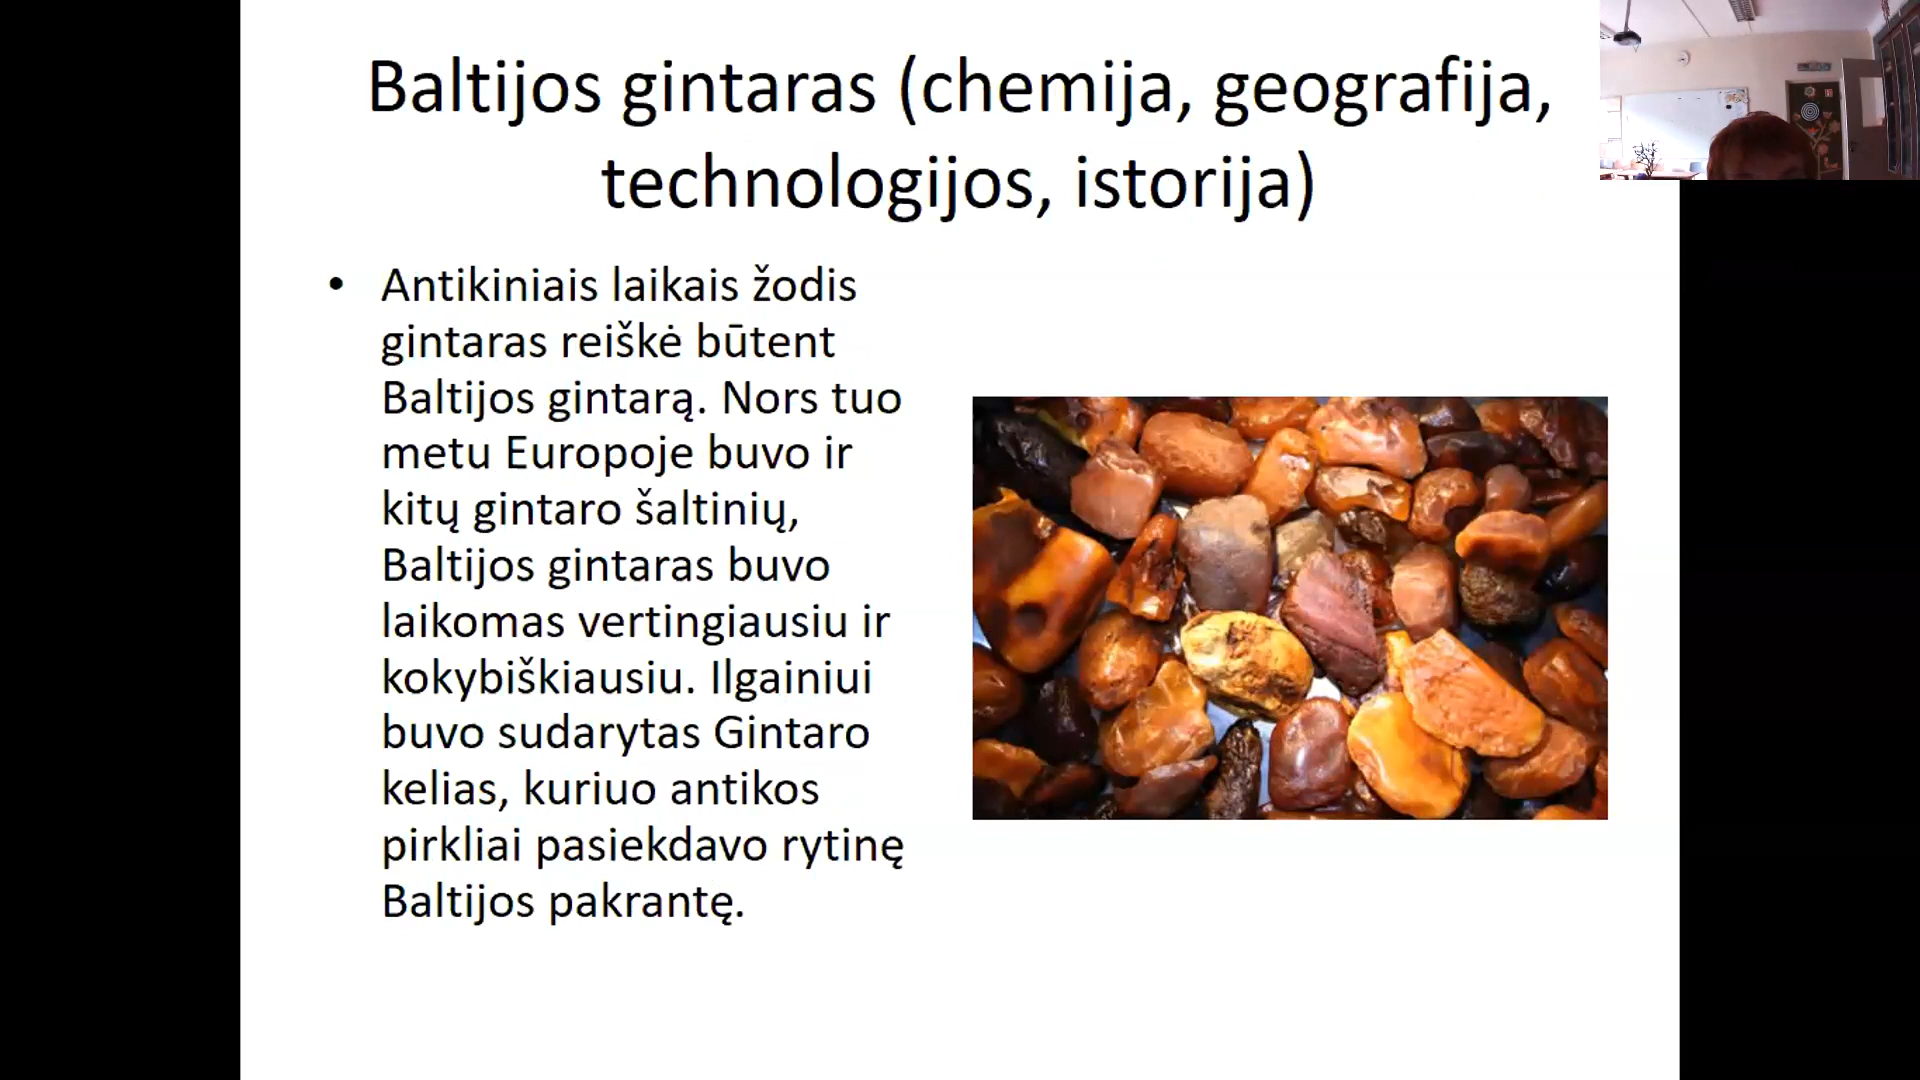 Baltijos gintaras (chemija, geografija,
technologijos, istorija)
• Antikiniais laikais žodis
gintaras reiškė būtent
Baltijos gintarą. Nors tuo
metu Europoje buvo ir
kitų gintaro šaltinių,
Baltijos gintaras buvo
laikomas vertingiausiu ir
kokybiškiausiu. Ilgainiui
buvo sudarytas Gintaro
kelias, kuriuo antikos
pirkliai pasiekdavo rytinę
Baltijos pakrantę.